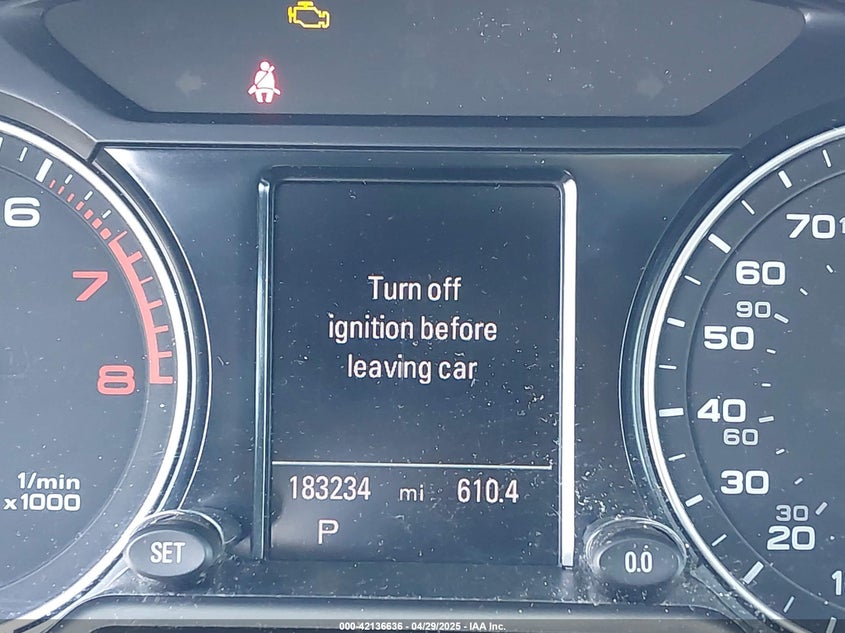 Turn off
ignition before
leaving car
183234 mi 610.4
P
6
7
8
1/min
x1000
SET
0.0
70
60
90
50
40
60
30
30
20
000-42136636 - 04/29/2025 - IAA Inc.